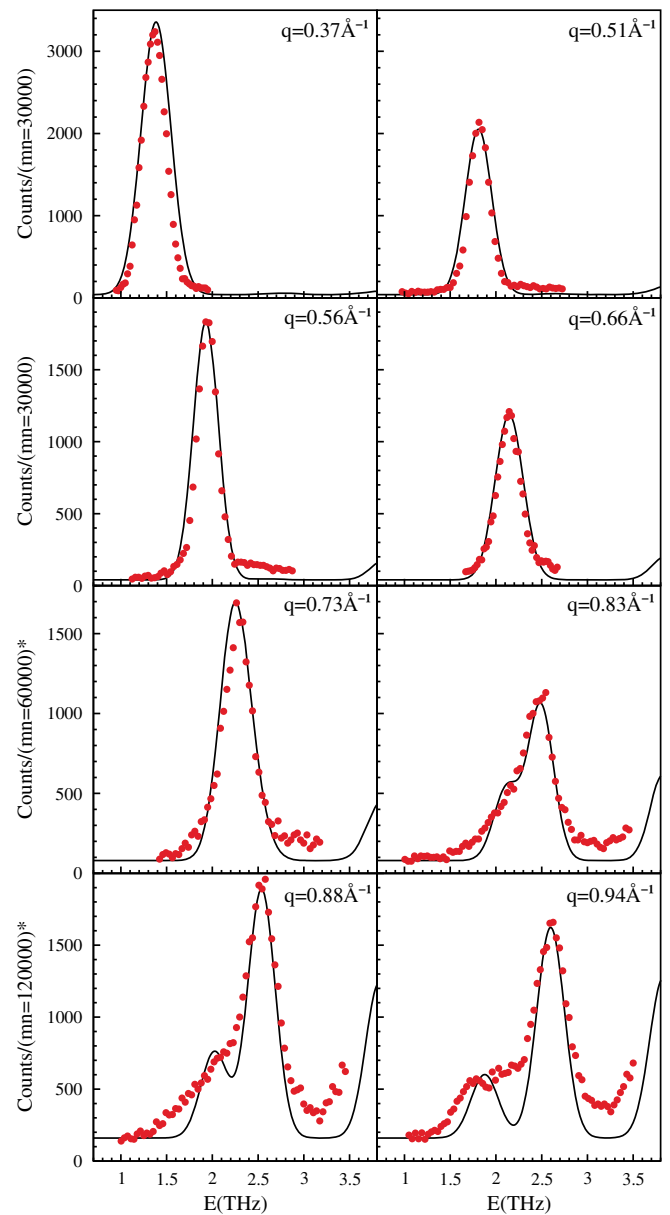 q=0.37Å⁻¹
q=0.51Å⁻¹
Counts/(mn=30000)
3000
2000
1000
0
q=0.56Å⁻¹
q=0.66Å⁻¹
Counts/(mn=30000)
1500
1000
500
0
q=0.73Å⁻¹
q=0.83Å⁻¹
Counts/(mn=60000)*
1500
1000
500
0
q=0.88Å⁻¹
q=0.94Å⁻¹
Counts/(mn=120000)*
1500
1000
500
0
1 1.5 2 2.5 3 3.5
1 1.5 2 2.5 3 3.5
E(THz)
E(THz)